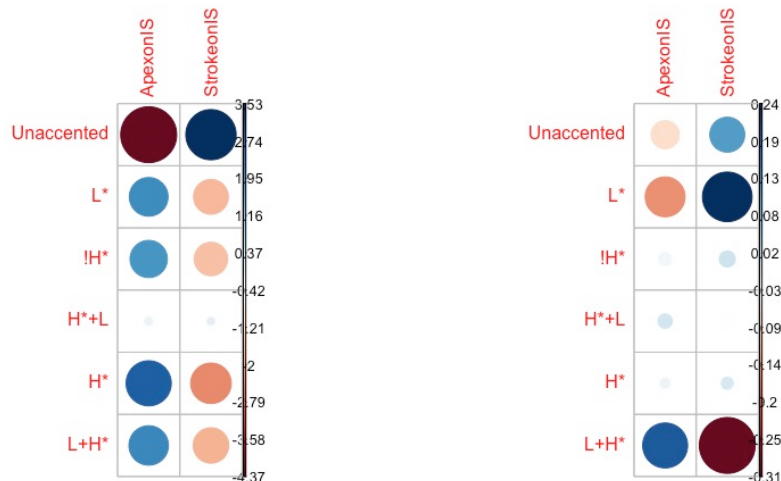 ApexonIS
StrokeonIS
Unaccented
L*
!H*
H*+L
H*
L+H*
3.53
2.74
1.95
1.16
0.37
-0.42
-1.21
-2
-2.79
-3.58
-4.37
ApexonIS
StrokeonIS
Unaccented
L*
!H*
H*+L
H*
L+H*
0.24
0.19
0.13
0.08
0.02
-0.03
-0.09
-0.14
-0.2
-0.25
-0.31